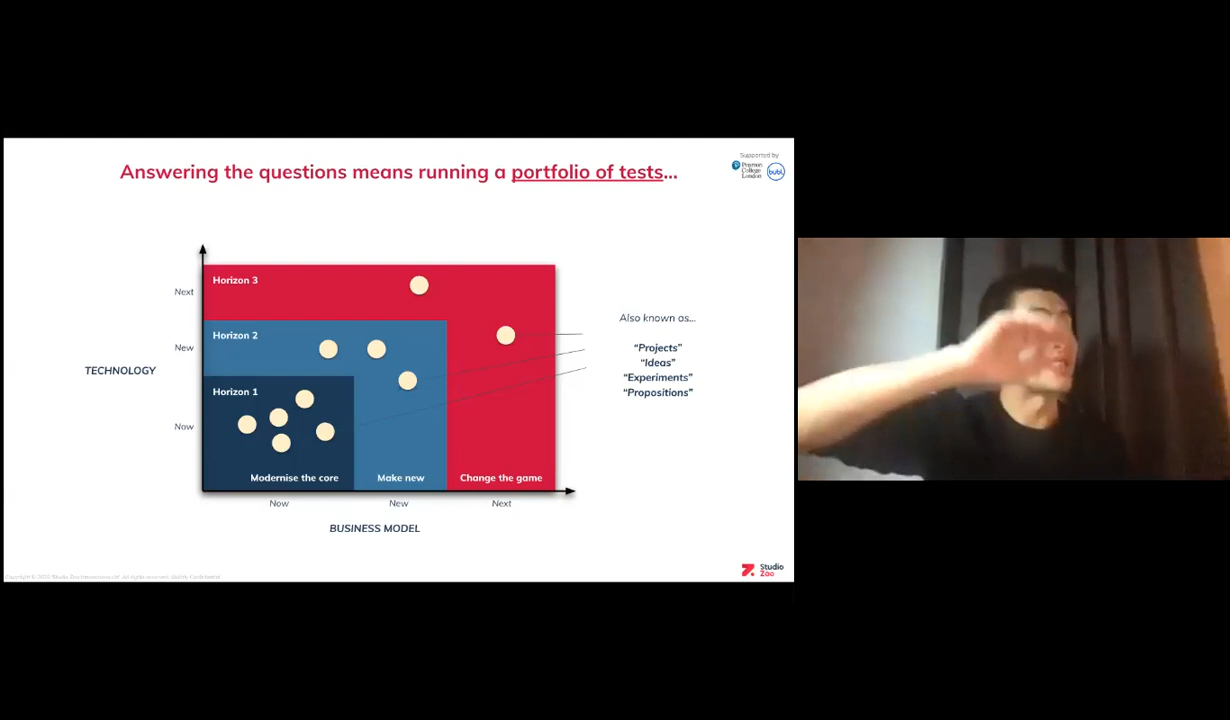 Supported by
Answering the questions means running a portfolio of tests...
Pearson
College
London
bubl
Horizon 3
Next
Also known as...
Horizon 2
New
"Projects"
"Ideas"
"Experiments"
"Propositions"
TECHNOLOGY
Horizon 1
Now
Modernise the core
Make new
Change the game
Now
New
Next
BUSINESS MODEL
Studio
Zao